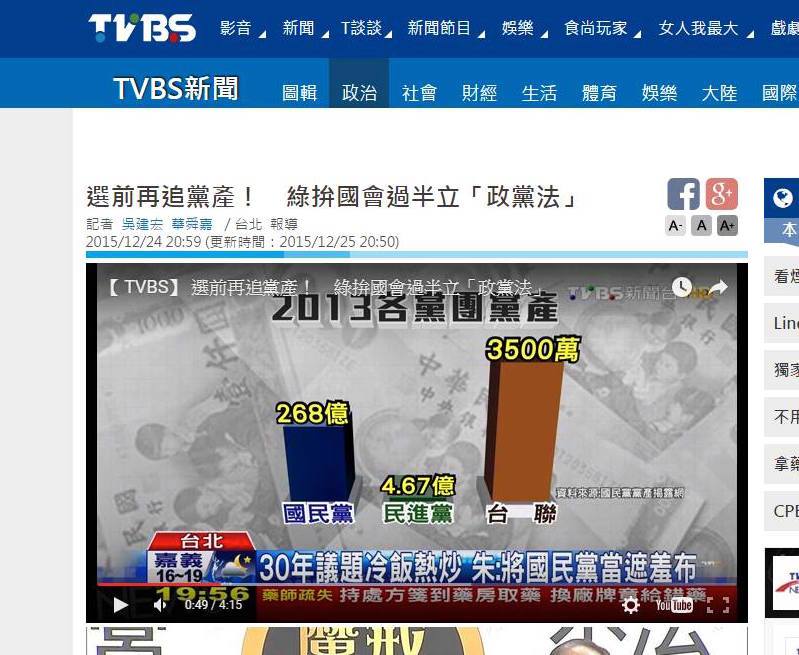 TVBS 影音 新聞 T談談 新聞節目 娛樂 食尚玩家 女人我最大 戲劇
TVBS新聞 圖輯 政治 社會 財經 生活 體育 娛樂 大陸 國際
選前再追黨產！ 綠拚國會過半立「政黨法」
記者 吳建宏 華舜嘉 / 台北 報導
2015/12/24 20:59 (更新時間：2015/12/25 20:50)
A- A A+
【 TVBS】 選前再追黨產！ 綠拚國會過半立「政黨法」
TVBS新聞台
2013各黨團黨產
3500萬
268億
4.67億
資料來源:國民黨黨產揭露網
國民黨 民進黨 台 聯
台北
嘉義
16~19
30年議題冷飯熱炒 朱:將國民黨當遮羞布
19:56 藥師疏失 持處方箋到藥房取藥 換廠牌章給錯藥
0:49 / 4:15
YouTube
本
看煙
Line
獨家
不用
拿藥
CPE